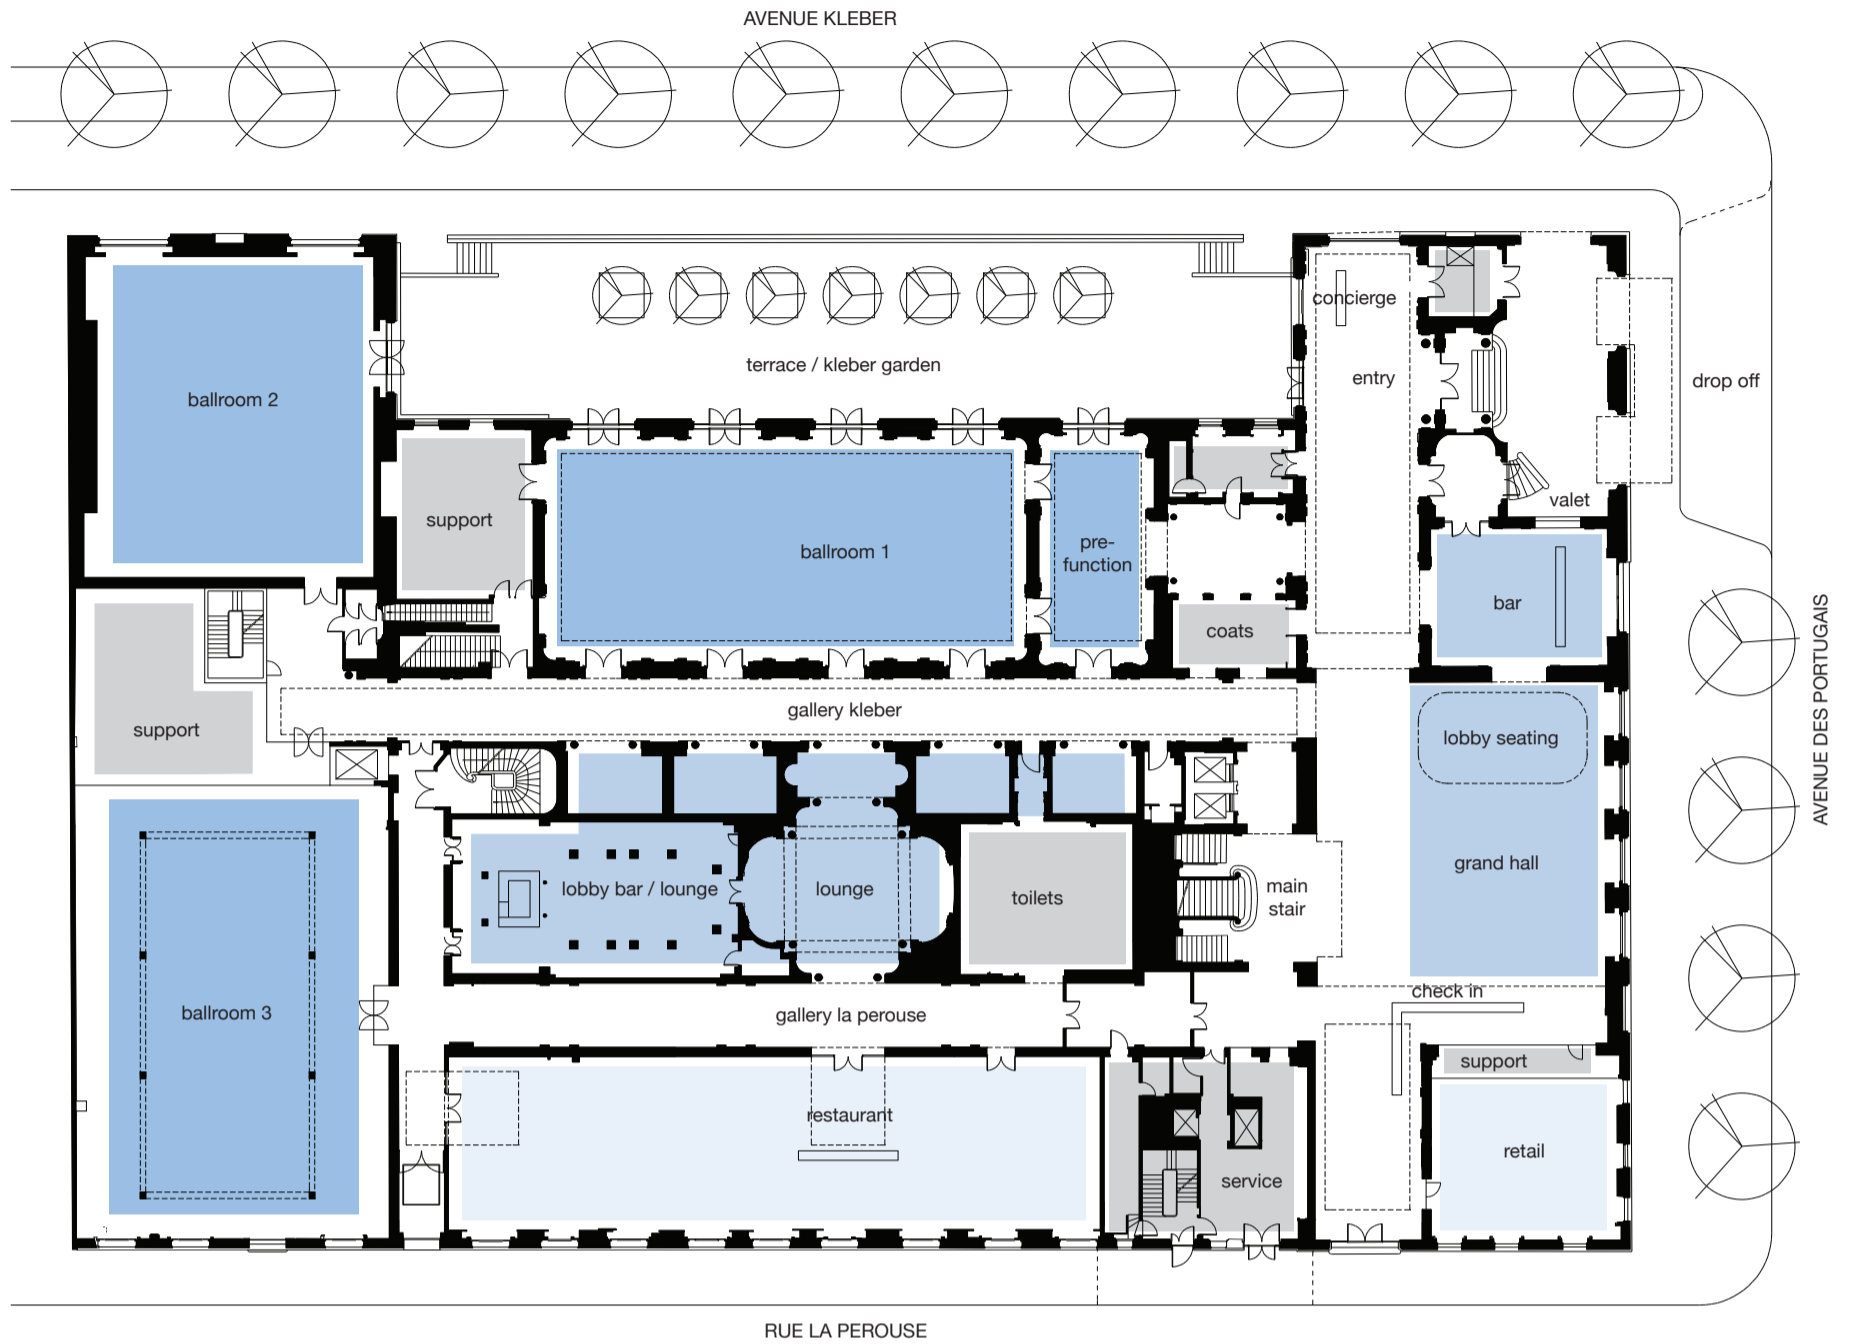 AVENUE KLEBER
concierge
terrace / kleber garden
entry
drop off
ballroom 2
valet
support
ballroom 1
pre-
function
bar
coats
support
gallery kleber
lobby seating
AVENUE DES PORTUGAIS
grand hall
lobby bar / lounge
lounge
toilets
main
stair
check in
ballroom 3
gallery la perouse
support
restaurant
retail
service
RUE LA PEROUSE